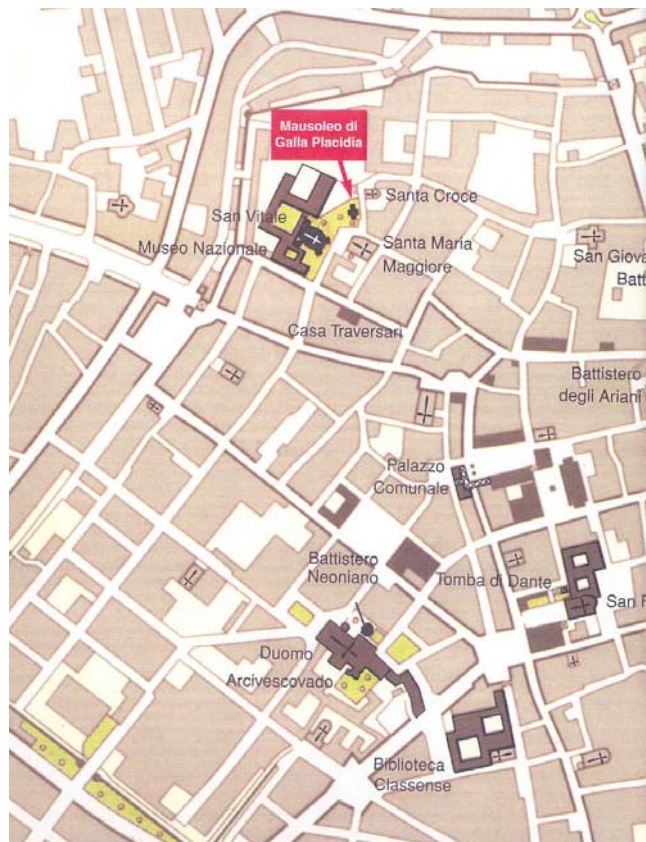 Mausoleo di
Galla Placidia
Santa Croce
San Vitale
Museo Nazionale
Santa Maria
Maggiore
San Giova
Batt
Casa Traversari
Battistero
degli Ariani
Palazzo
Comunale
Battistero
Neoniano
Tomba di Dante
San F
Duomo
Arcivescovado
Biblioteca
Classense